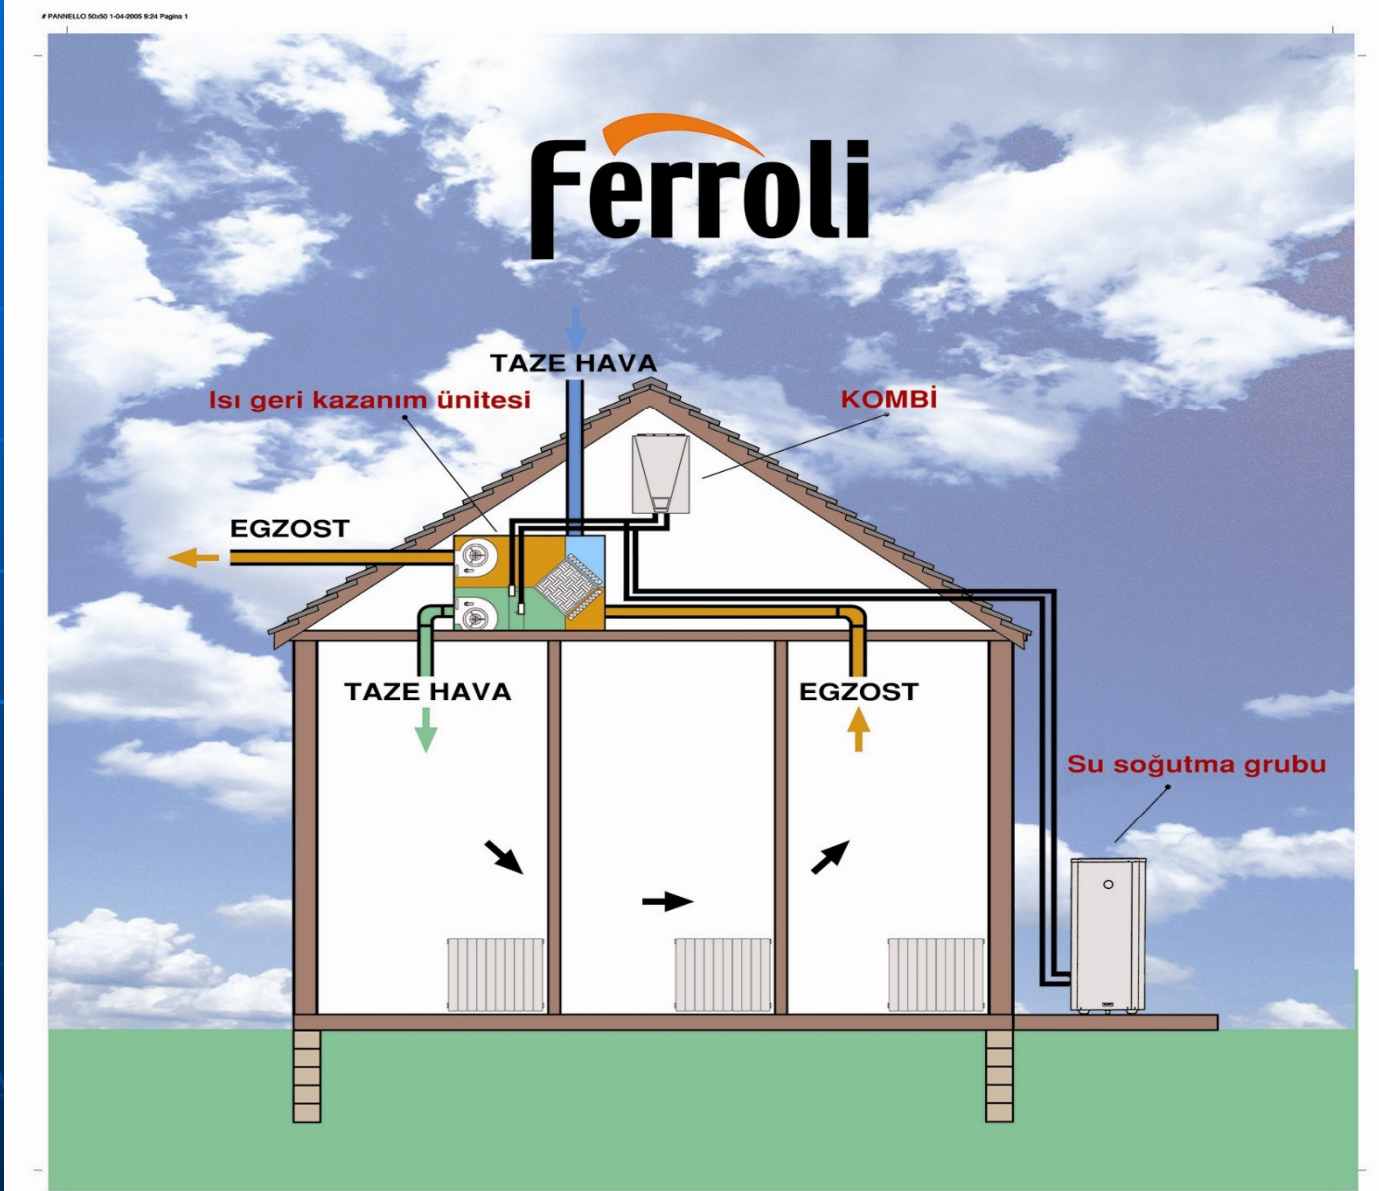 # PANNELLO 50x50 1-04-2005 9:24 Pagina 1
Ferroli
TAZE HAVA
Isı geri kazanım ünitesi
KOMBİ
EGZOST
TAZE HAVA
EGZOST
Su soğutma grubu